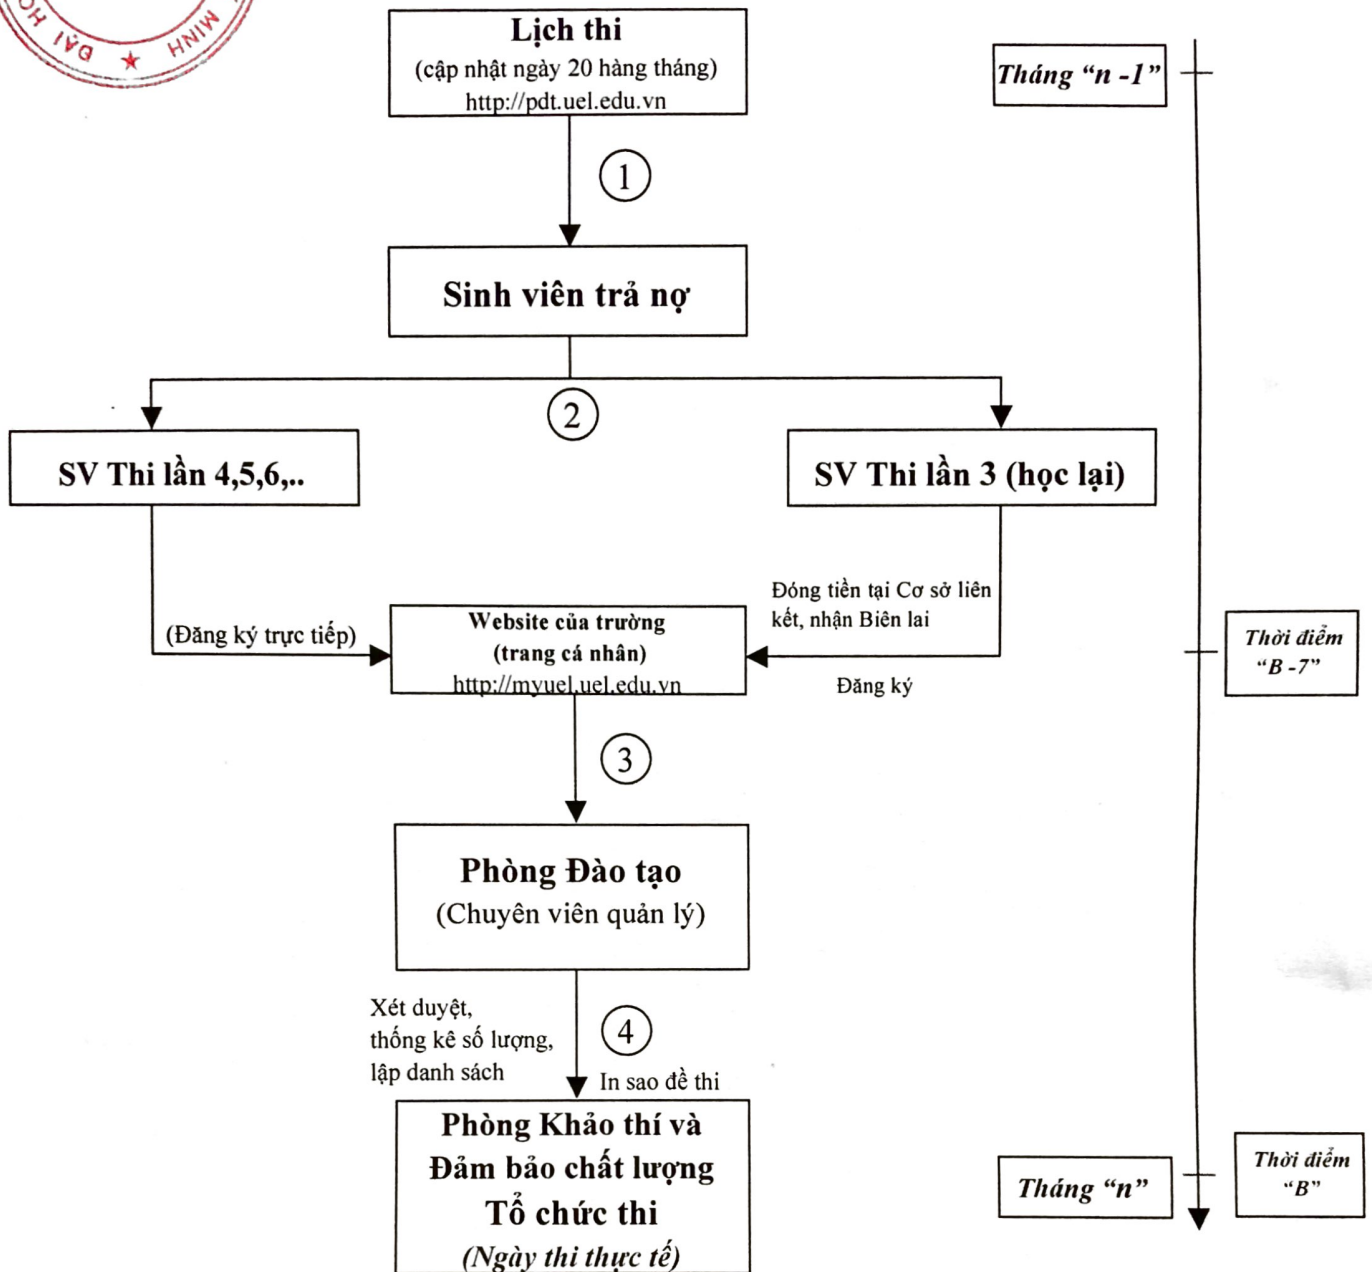 ĐẠI HỌ
MINH
Lịch thi
(cập nhật ngày 20 hàng tháng)
http://pdt.uel.edu.vn
Tháng “n -1”
1
Sinh viên trả nợ
2
SV Thi lần 4,5,6,..
SV Thi lần 3 (học lại)
Đóng tiền tại Cơ sở liên
kết, nhận Biên lai
(Đăng ký trực tiếp)
Website của trường
(trang cá nhân)
http://myuel.uel.edu.vn
Đăng ký
Thời điểm
“B -7”
3
Phòng Đào tạo
(Chuyên viên quản lý)
Xét duyệt,
thống kê số lượng,
lập danh sách
4
In sao đề thi
Phòng Khảo thí và
Đảm bảo chất lượng
Tổ chức thi
(Ngày thi thực tế)
Tháng “n”
Thời điểm
“B”